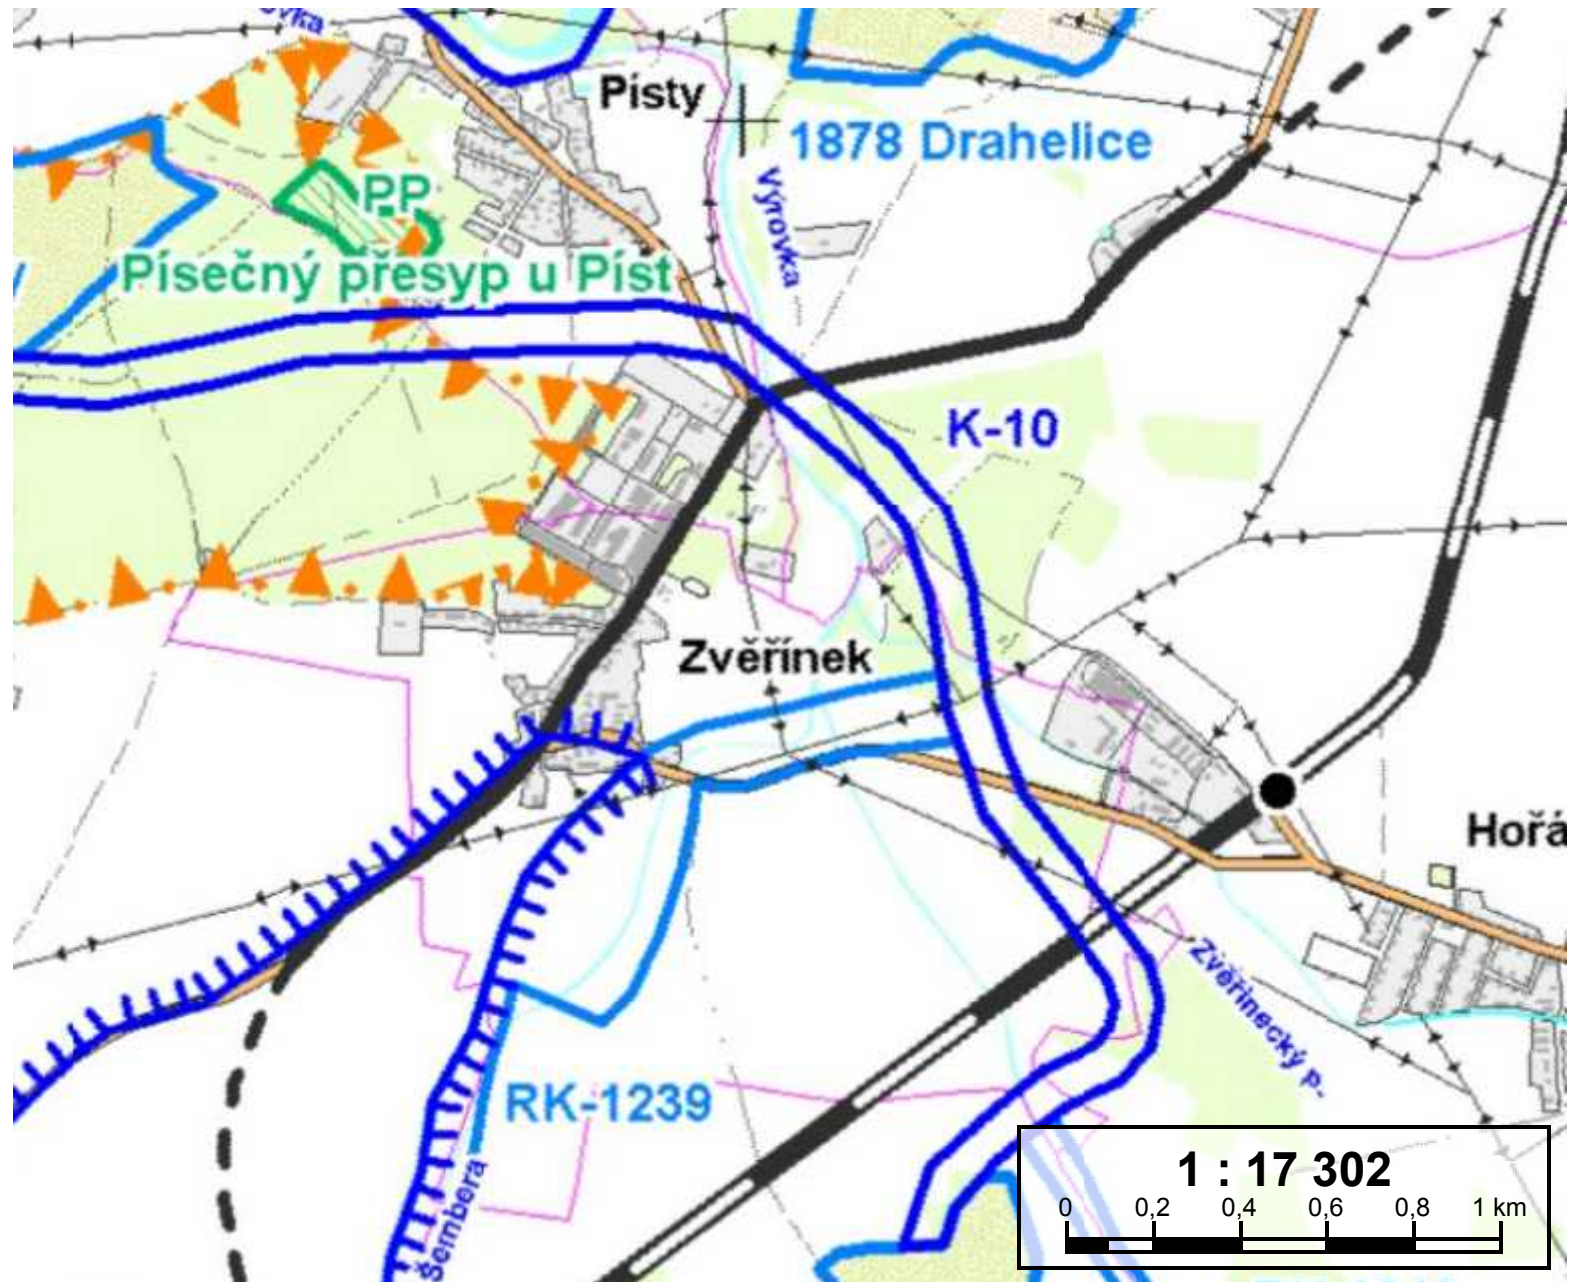 Písty
1878 Drahelice
PP
Výrovka
Písečný přesyp u Píst
K-10
Zvěřínek
Hořá
Zvěřinecký P.
RK-1239
Šembera
1 : 17 302
0 0,2 0,4 0,6 0,8 1 km